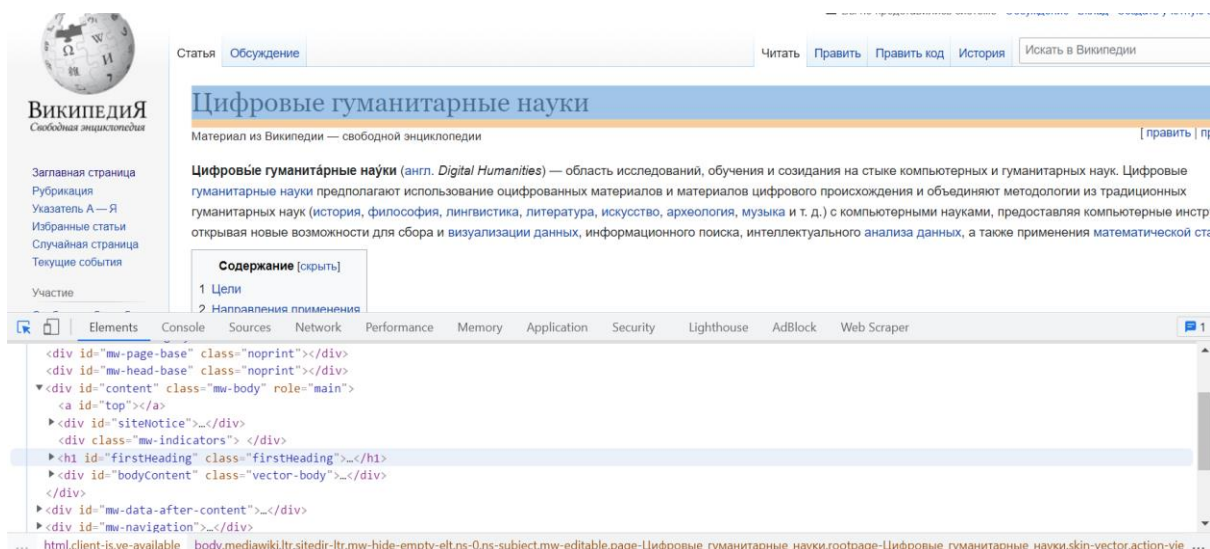 Статья Обсуждение Читать Править Править код История Искать в Википедии
ВикипедиЯ
Свободная энциклопедия
Цифровые гуманитарные науки
Материал из Википедии — свободной энциклопедии [ править |
Заглавная страница
Рубрикация
Указатель А — Я
Избранные статьи
Случайная страница
Текущие события
Участие
Цифровы́е гуманита́рные нау́ки (англ. Digital Humanities) — область исследований, обучения и созидания на стыке компьютерных и гуманитарных наук. Цифровые
гуманитарные науки предполагают использование оцифрованных материалов и материалов цифрового происхождения и объединяют методологии из традиционных
гуманитарных наук (история, философия, лингвистика, литература, искусство, археология, музыка и т. д.) с компьютерными науками, предоставляя компьютерные инстр
открывая новые возможности для сбора и визуализации данных, информационного поиска, интеллектуального анализа данных, а также применения математической ста
Содержание [скрыть]
1 Цели
2 Направления применения
Elements Console Sources Network Performance Memory Application Security Lighthouse AdBlock Web Scraper 1
<div id="mw-page-base" class="noprint"></div>
<div id="mw-head-base" class="noprint"></div>
▼<div id="content" class="mw-body" role="main">
<a id="top"></a>
▶<div id="siteNotice">…</div>
<div class="mw-indicators"> </div>
▶<h1 id="firstHeading" class="firstHeading">…</h1>
▶<div id="bodyContent" class="vector-body">…</div>
</div>
▶<div id="mw-data-after-content">…</div>
▶<div id="mw-navigation">…</div>
... html.client-js.ve-available body.mediawiki.ltr.sitedir-ltr.mw-hide-empty-elt.ns-0.ns-subject.mw-editable.page-Цифровые_гуманитарные_науки.rootpage-Цифровые_гуманитарные_науки.skin-vector.action-vie ...